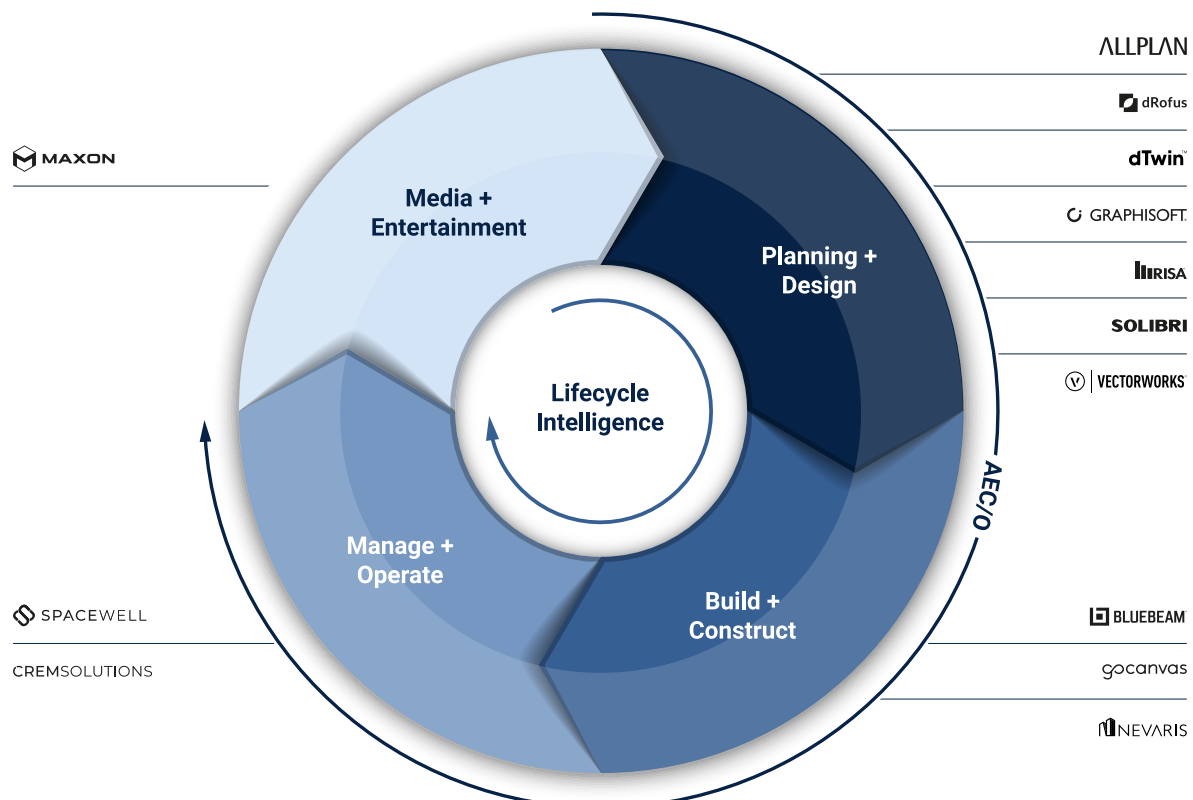 ALLPLAN
dRofus
MAXON
dTwin™
Media +
Entertainment
GRAPHISOFT.
Planning +
Design
RISA
SOLIBRI
VECTORWORKS
Lifecycle
Intelligence
AEC/O
Manage +
Operate
Build +
Construct
SPACEWELL
BLUEBEAM
CREMSOLUTIONS
gocanvas
NEVARIS